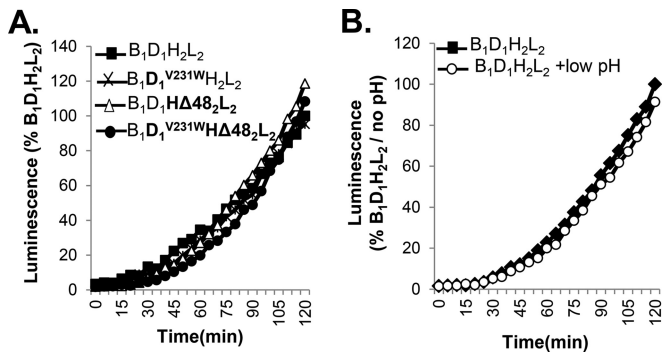 A.
Luminescence (% B₁D₁H₂L₂)
140
120
100
80
60
40
20
0
B₁D₁H₂L₂
B₁D₁ⱽ²³¹ᵂH₂L₂
B₁D₁HΔ48₂L₂
B₁D₁ⱽ²³¹ᵂHΔ48₂L₂
0 15 30 45 60 75 90 105 120
Time(min)
B.
Luminescence
(% B₁D₁H₂L₂ / no pH)
120
100
80
60
40
20
0
B₁D₁H₂L₂
B₁D₁H₂L₂ +low pH
0 15 30 45 60 75 90 105 120
Time(min)